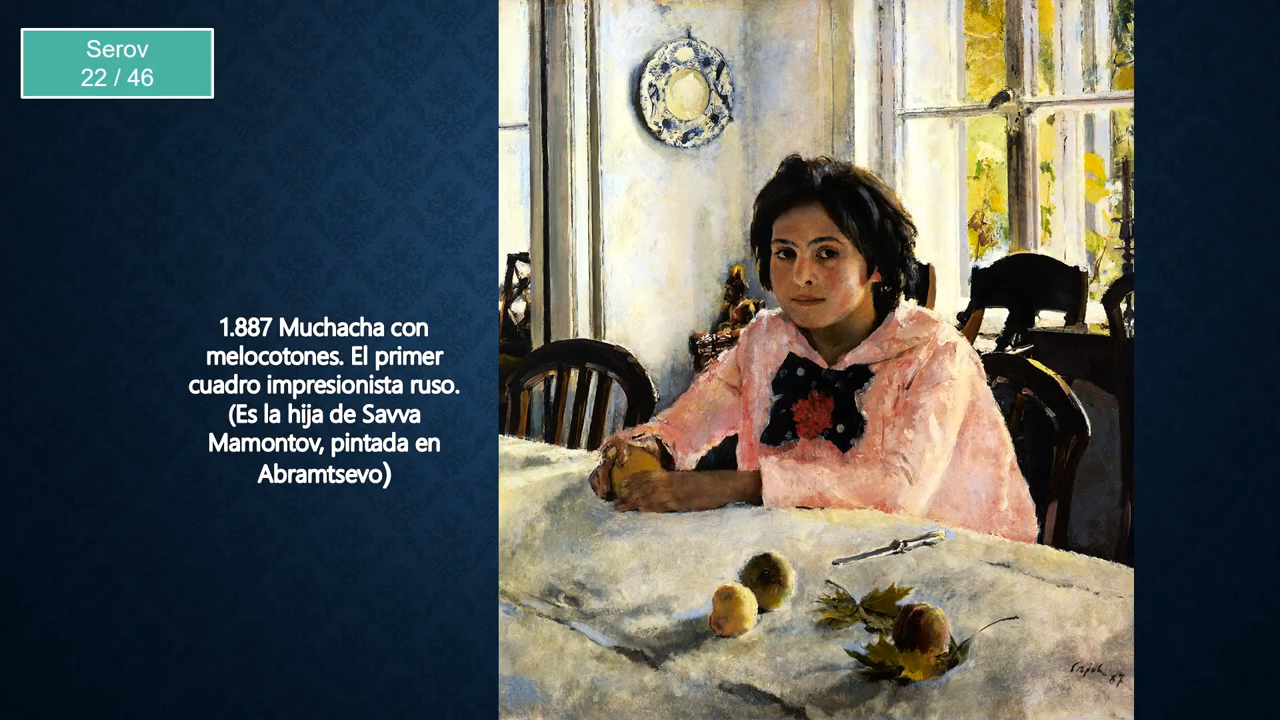 Serov
22 / 46
1.887 Muchacha con
melocotones. El primer
cuadro impresionista ruso.
(Es la hija de Savva
Mamontov, pintada en
Abramtsevo)